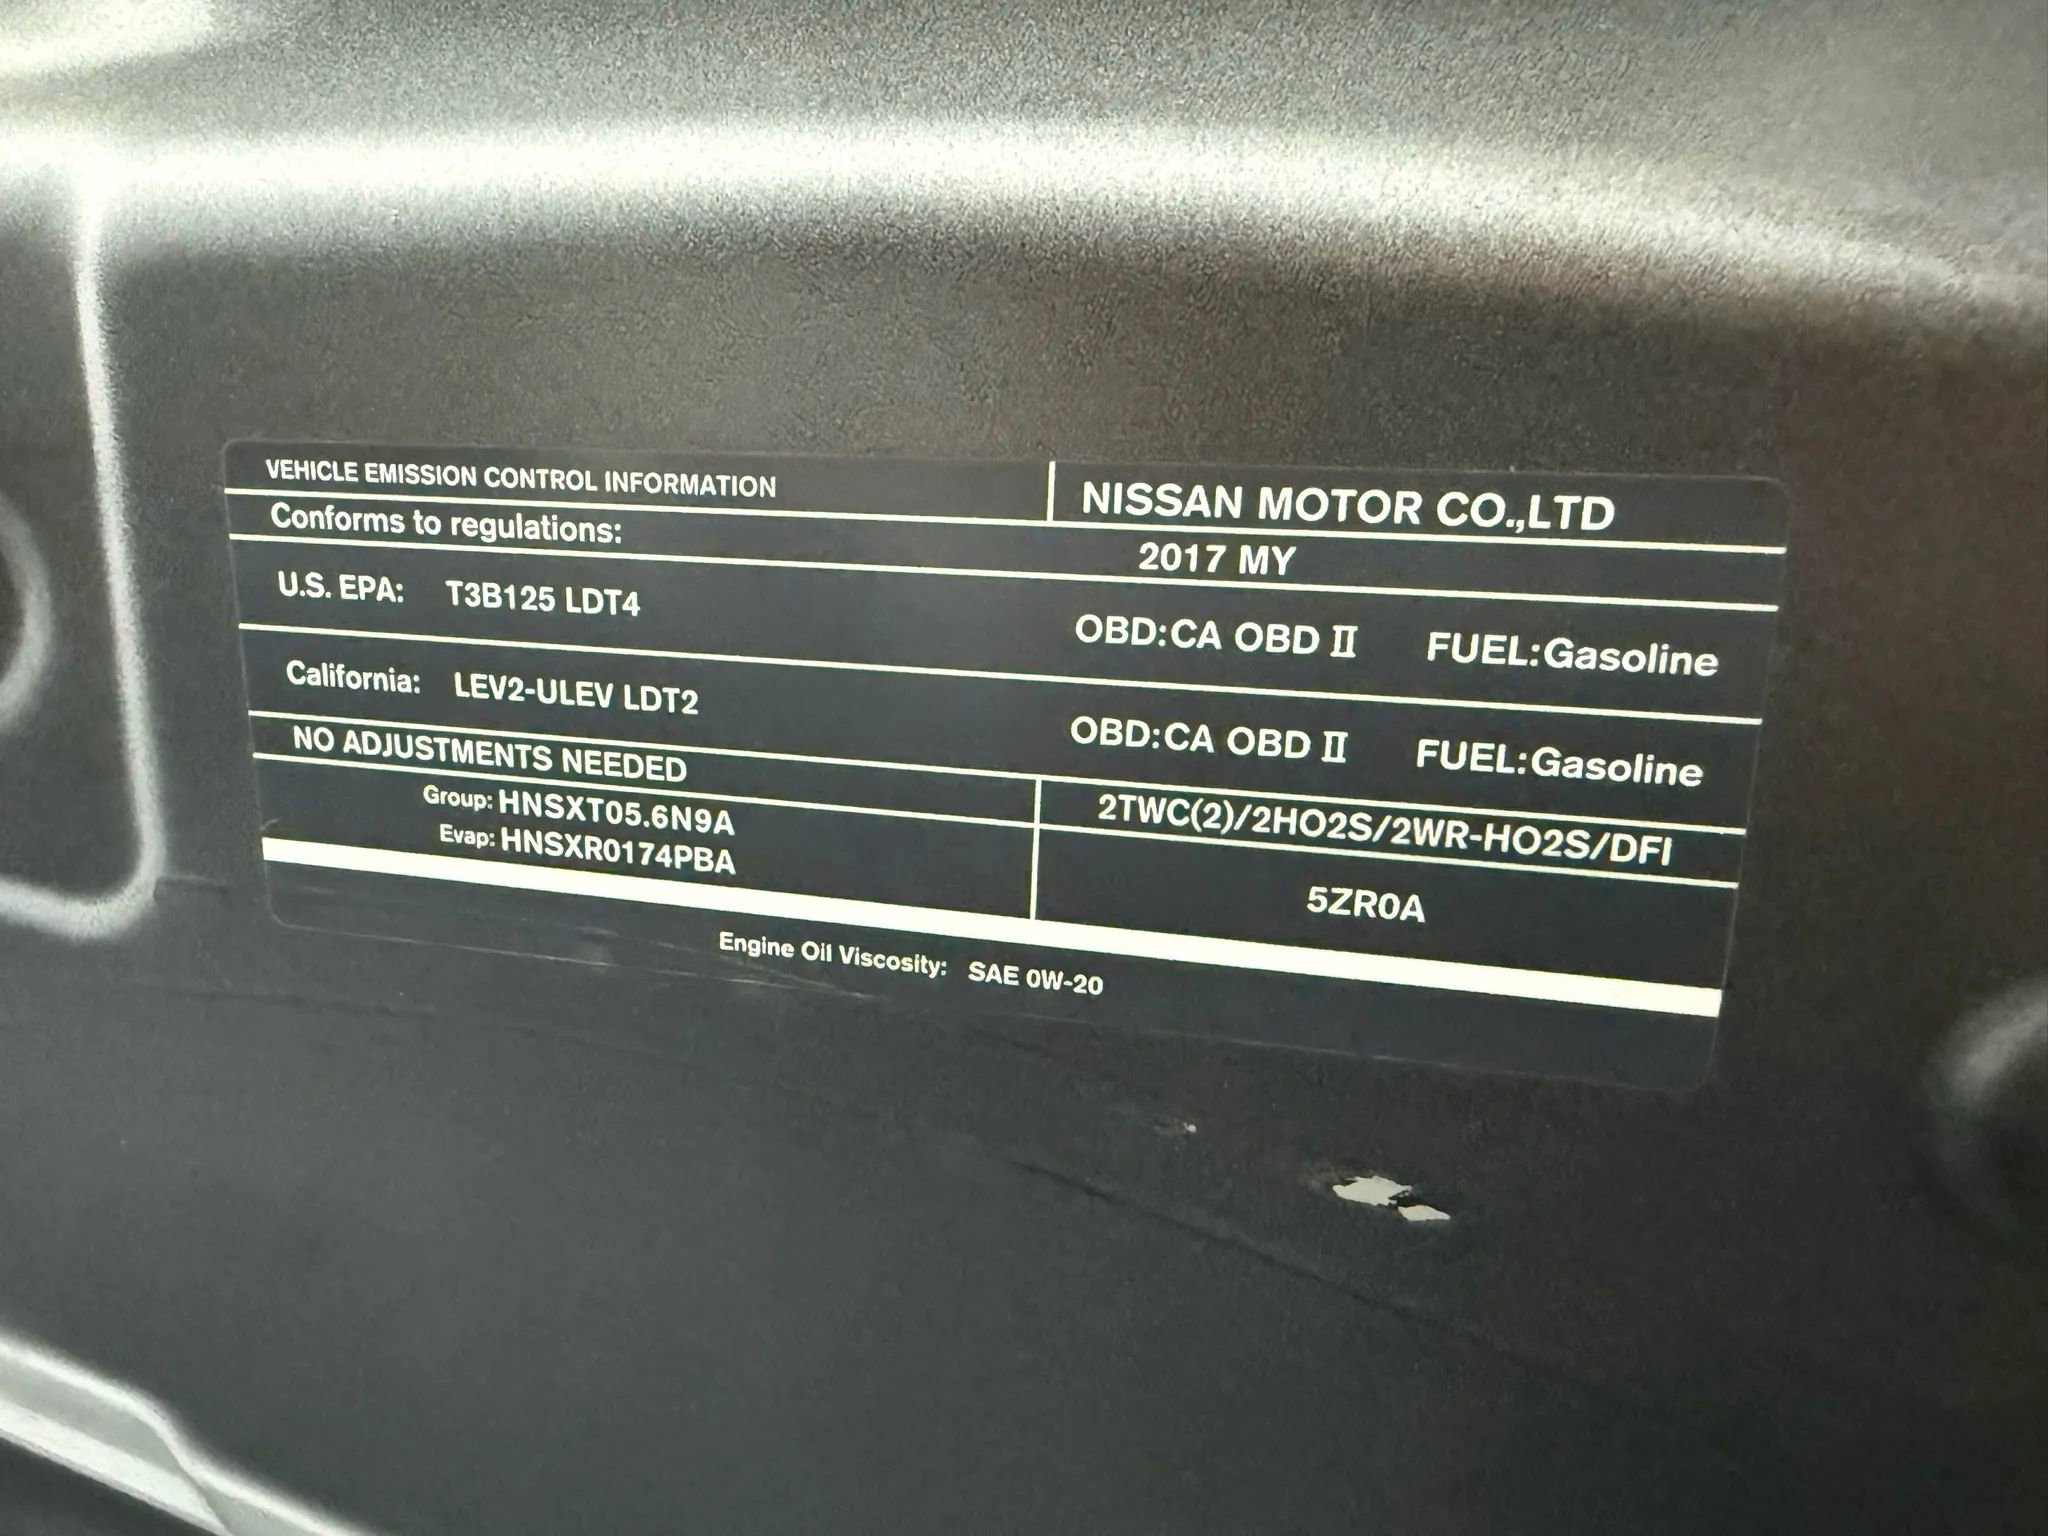 VEHICLE EMISSION CONTROL INFORMATION
NISSAN MOTOR CO.,LTD
Conforms to regulations:
2017 MY
U.S. EPA: T3B125 LDT4
OBD:CA OBD II FUEL:Gasoline
California: LEV2-ULEV LDT2
OBD:CA OBD II FUEL:Gasoline
NO ADJUSTMENTS NEEDED
2TWC(2)/2HO2S/2WR-HO2S/DFI
Group: HNSXT05.6N9A
Evap: HNSXR0174PBA
5ZR0A
Engine Oil Viscosity: SAE 0W-20